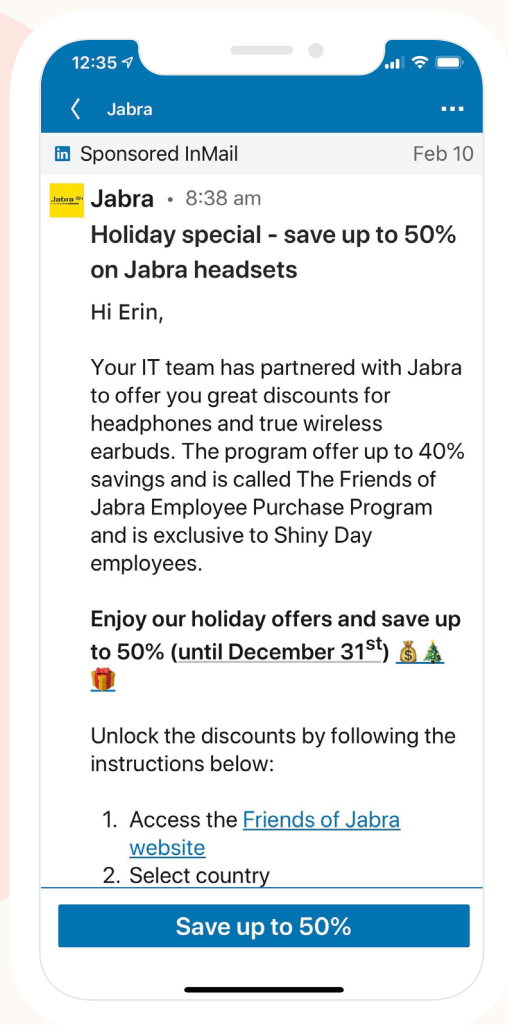 12:35
Jabra
in Sponsored InMail Feb 10
Jabra GN Jabra • 8:38 am
Holiday special - save up to 50%
on Jabra headsets
Hi Erin,
Your IT team has partnered with Jabra
to offer you great discounts for
headphones and true wireless
earbuds. The program offer up to 40%
savings and is called The Friends of
Jabra Employee Purchase Program
and is exclusive to Shiny Day
employees.
Enjoy our holiday offers and save up
to 50% (until December 31st) 💰🎄
🎁
Unlock the discounts by following the
instructions below:
1. Access the Friends of Jabra
website
2. Select country
Save up to 50%